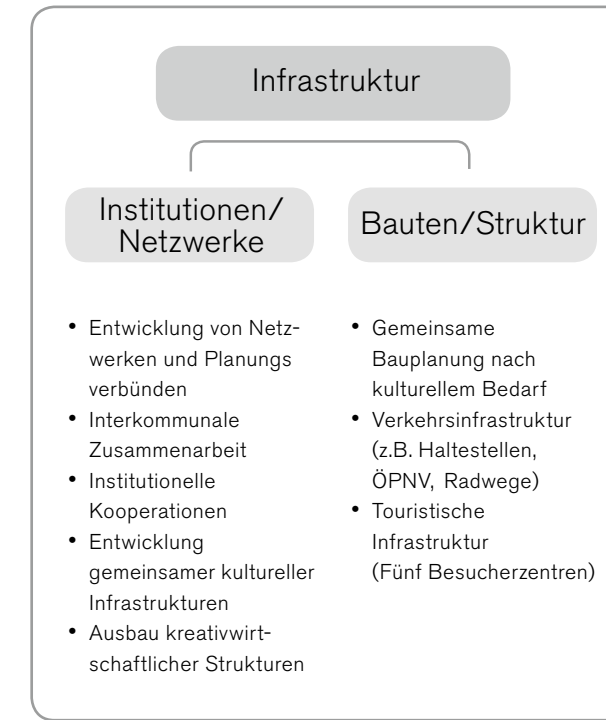 Infrastruktur
Institutionen/
Netzwerke
• Entwicklung von Netz-
werken und Planungs
verbünden
• Interkommunale
Zusammenarbeit
• Institutionelle
Kooperationen
• Entwicklung
gemeinsamer kultureller
Infrastrukturen
• Ausbau kreativwirt-
schaftlicher Strukturen
Bauten/Struktur
• Gemeinsame
Bauplanung nach
kulturellem Bedarf
• Verkehrsinfrastruktur
(z.B. Haltestellen,
ÖPNV, Radwege)
• Touristische
Infrastruktur
(Fünf Besucherzentren)